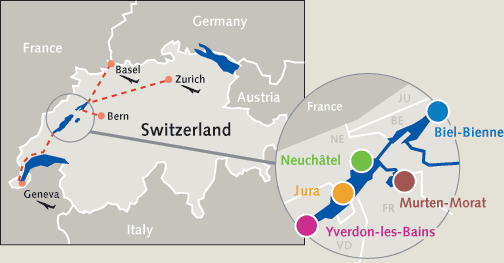 Germany
France
Basel
Zurich
Austria
Bern
Switzerland
Geneva
Italy
France
JU
BE
Biel-Bienne
NE
Neuchâtel
Jura
Murten-Morat
FR
Yverdon-les-Bains
VD